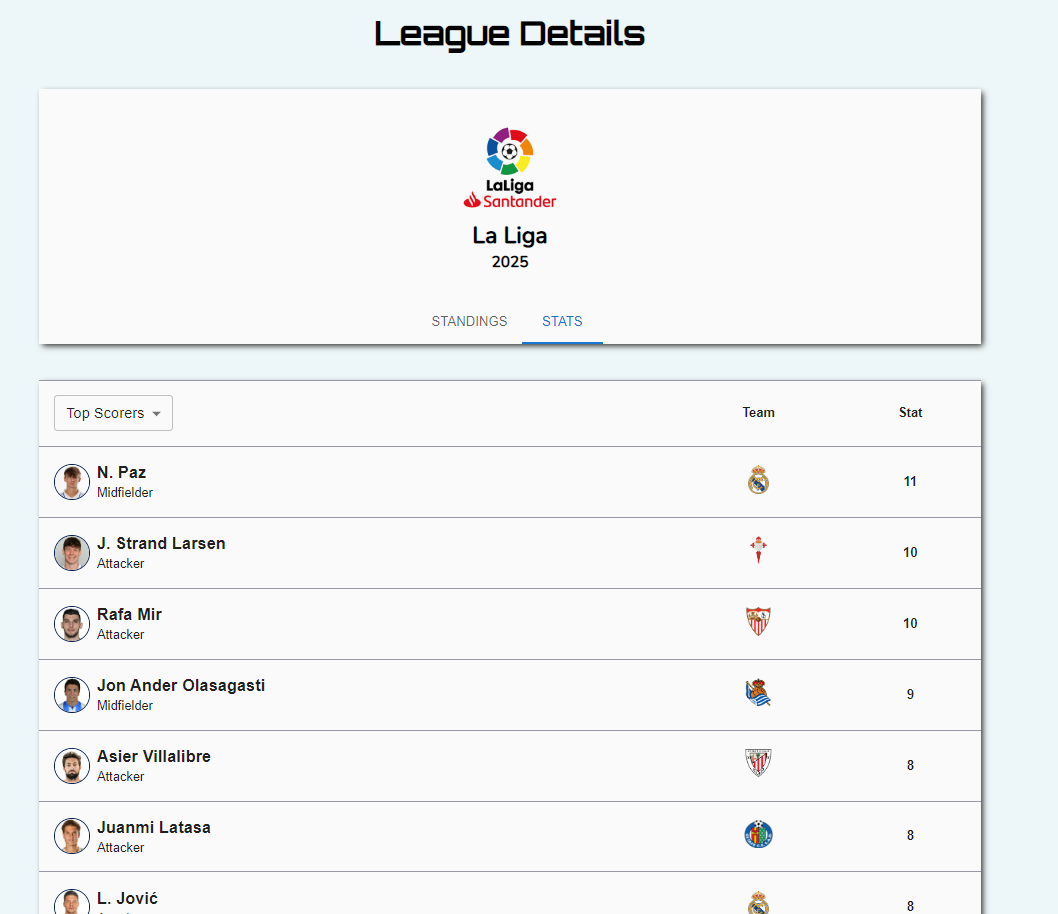 League Details
LaLiga
Santander
La Liga
2025
STANDINGS STATS
Top Scorers Team Stat
N. Paz
Midfielder
11
J. Strand Larsen
Attacker
10
Rafa Mir
Attacker
10
Jon Ander Olasagasti
Midfielder
9
Asier Villalibre
Attacker
8
Juanmi Latasa
Attacker
8
L. Jović
8